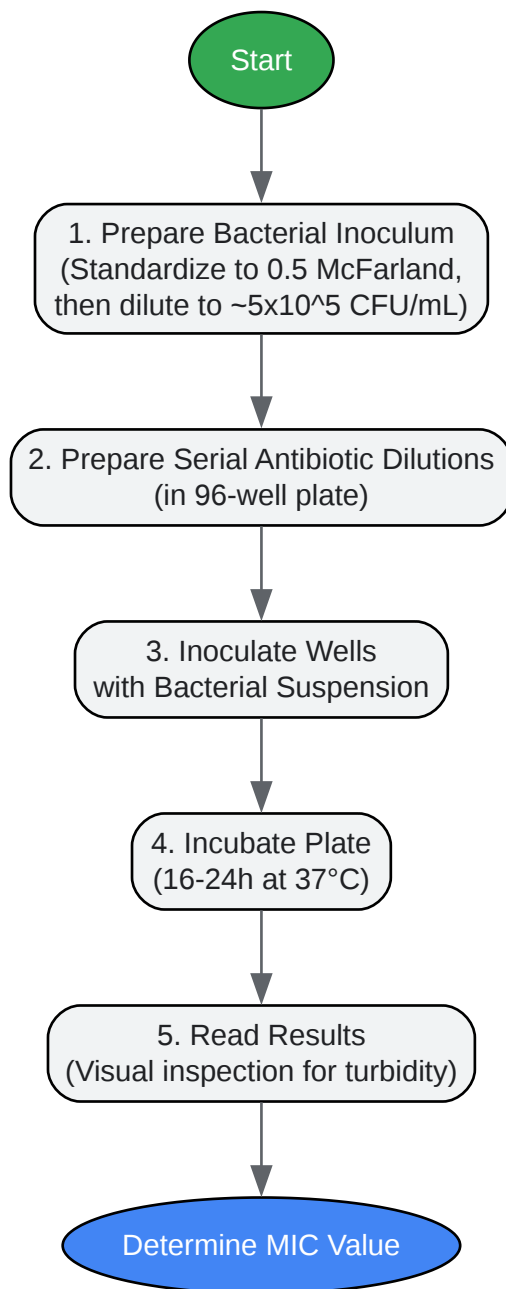 Start
1. Prepare Bacterial Inoculum
(Standardize to 0.5 McFarland,
then dilute to ~5x10^5 CFU/mL)
2. Prepare Serial Antibiotic Dilutions
(in 96-well plate)
3. Inoculate Wells
with Bacterial Suspension
4. Incubate Plate
(16-24h at 37°C)
5. Read Results
(Visual inspection for turbidity)
Determine MIC Value